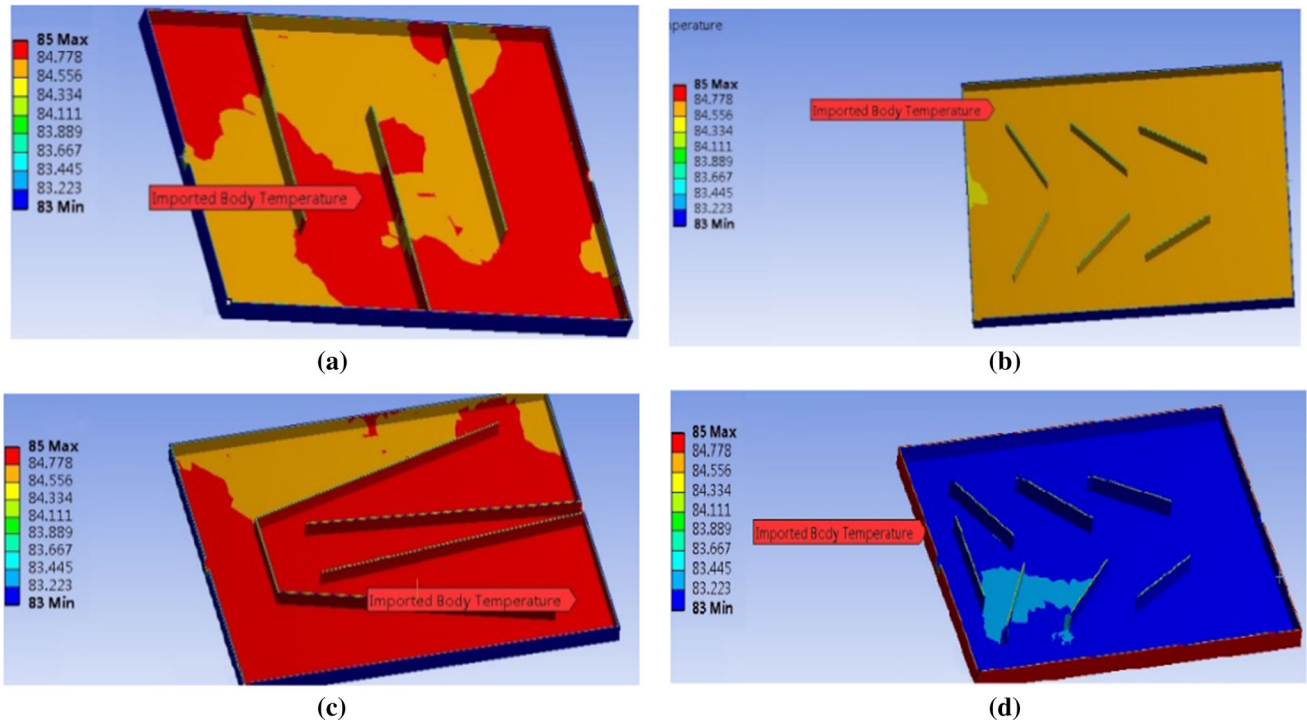 85 Max
84.778
84.556
84.334
84.111
83.889
83.667
83.445
83.223
83 Min
Imported Body Temperature
(a)
nperature
85 Max
84.778
84.556
84.334
84.111
83.889
83.667
83.445
83.223
83 Min
Imported Body Temperature
(b)
85 Max
84.778
84.556
84.334
84.111
83.889
83.667
83.445
83.223
83 Min
Imported Body Temperature
(c)
85 Max
84.778
84.556
84.334
84.111
83.889
83.667
83.445
83.223
83 Min
Imported Body Temperature
(d)